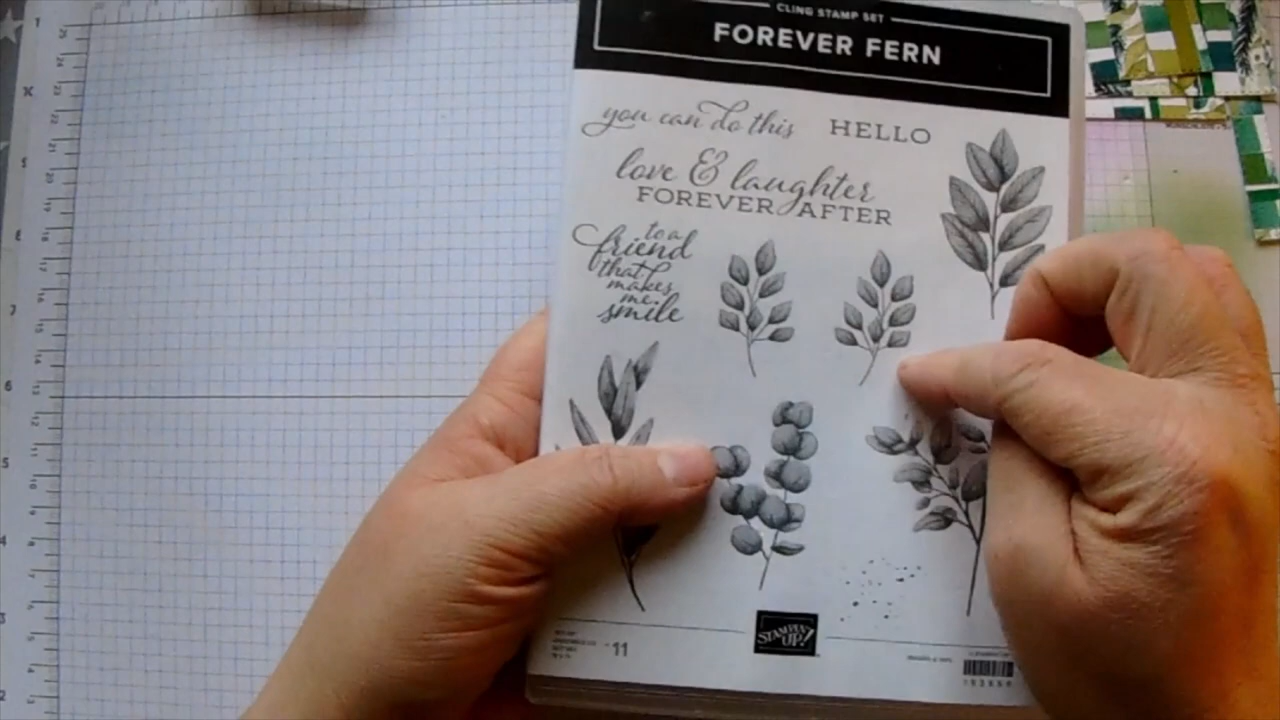 CLING STAMP SET
FOREVER FERN
you can do this
HELLO
love & laughter
FOREVER AFTER
to a
friend
that
makes
me
smile
11
STAMPIN' UP!